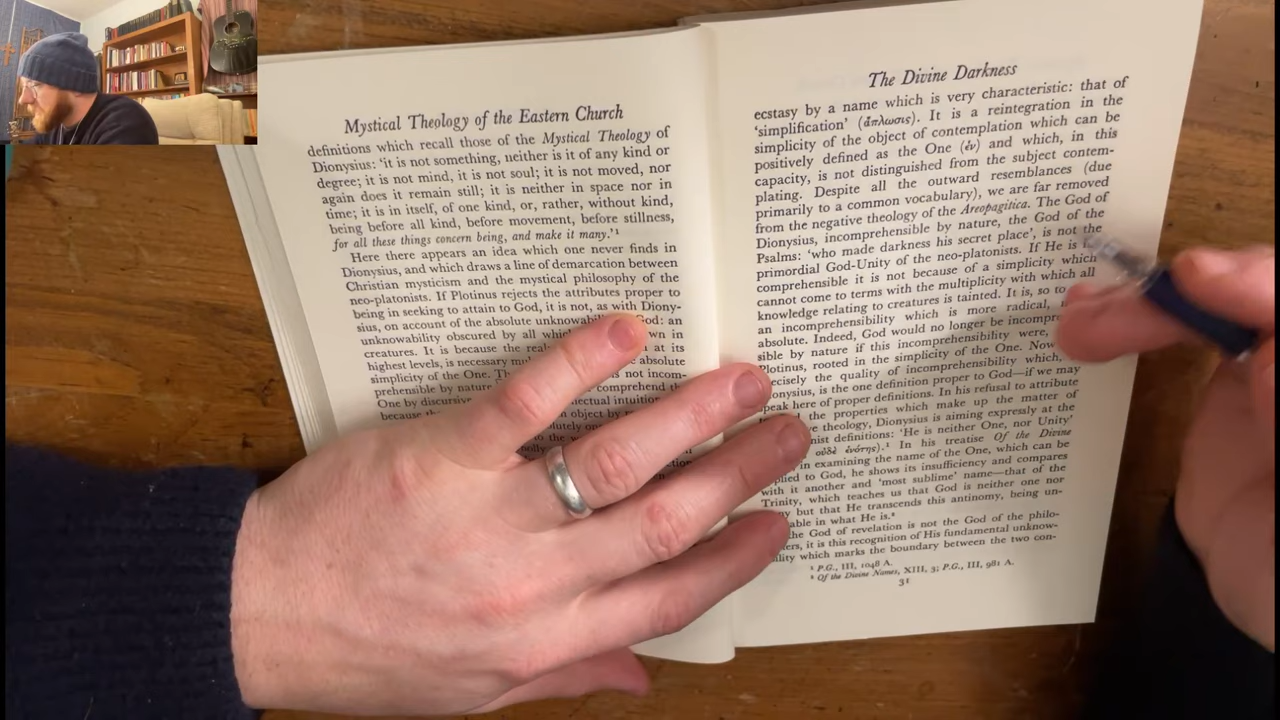 Mystical Theology of the Eastern Church
definitions which recall those of the Mystical Theology of
Dionysius: 'it is not something, neither is it of any kind or
degree; it is not mind, it is not soul; it is not moved, nor
again does it remain still; it is neither in space nor in
time; it is in itself, of one kind, or, rather, without kind,
being before all kind, before movement, before stillness,
for all these things concern being, and make it many.'¹
Here there appears an idea which one never finds in
Dionysius, and which draws a line of demarcation between
Christian mysticism and the mystical philosophy of the
neo-platonists. If Plotinus rejects the attributes proper to
being in seeking to attain to God, it is not, as with Diony-
sius, on account of the absolute God: an
unknowability obscured by all in
creatures. It is because the at its
highest levels, is necessary absolute
simplicity of the One. not incom-
prehensible by nature comprehend
One by discursive intuition
because object by
The Divine Darkness
ecstasy by a name which is very characteristic: that of
'simplification' (ἅπλωσις). It is a reintegration in the
simplicity of the object of contemplation which can be
positively defined as the One (ἕν) and which, in this
capacity, is not distinguished from the subject contem-
plating. Despite all the outward resemblances (due
primarily to a common vocabulary), we are far removed
from the negative theology of the Areopagitica. The God of
Dionysius, incomprehensible by nature, the God of the
Psalms: 'who made darkness his secret place', is not the
primordial God-Unity of the neo-platonists. If He is
comprehensible it is not because of a simplicity which
cannot come to terms with the multiplicity with which all
knowledge relating to creatures is tainted. It is, so to
an incomprehensibility which is more radical,
absolute. Indeed, God would no longer be
sible by nature if this incomprehensibility were,
Plotinus, rooted in the simplicity of the One. Now
the quality of incomprehensibility which,
is the one definition proper to God—if we may
here of proper definitions. In his refusal to attribute
the properties which make up the matter of
theology, Dionysius is aiming expressly at the
definitions: 'He is neither One, nor Unity'
οὐδὲ ἑνότης).¹ In his treatise Of the Divine
in examining the name of the One, which can be
to God, he shows its insufficiency and compares
with it another and 'most sublime' name—that of the
Trinity, which teaches us that God is neither one nor
but that He transcends this antinomy, being un-
in what He is.²
the God of revelation is not the God of the philo-
it is this recognition of His fundamental unknow-
which marks the boundary between the two con-
¹ P.G., III, 1048 A.
² Of the Divine Names, XIII, 3; P.G., III, 981 A.
31